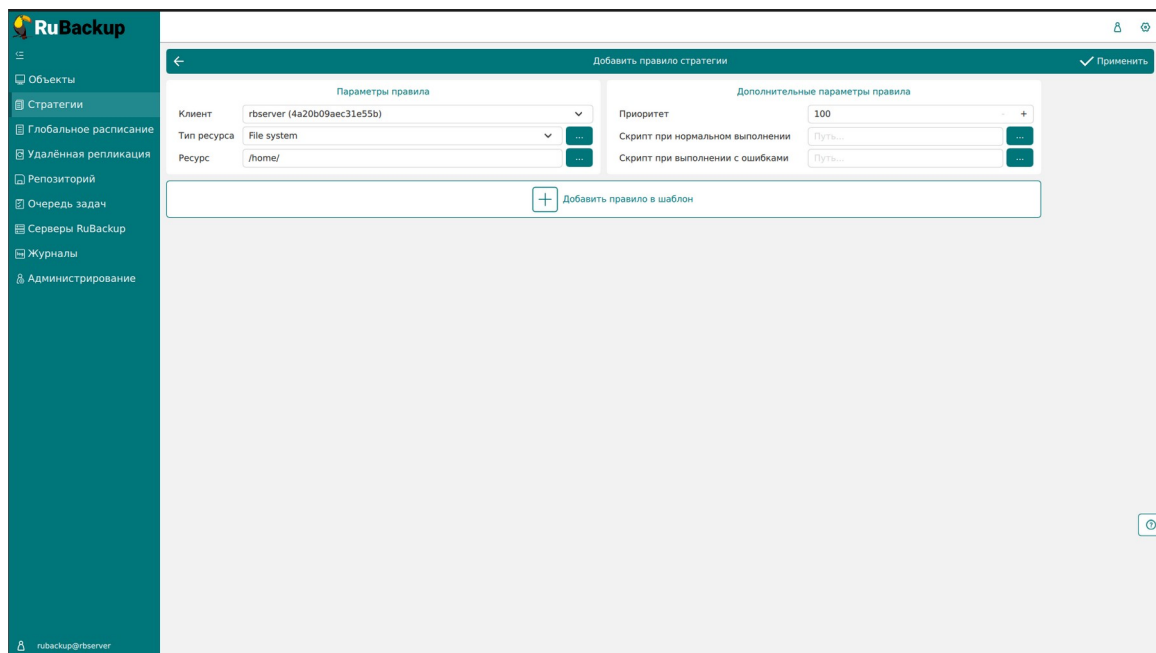 RuBackup
Объекты
Стратегии
Глобальное расписание
Удалённая репликация
Репозиторий
Очередь задач
Серверы RuBackup
Журналы
Администрирование
rubackup@rbserver
Добавить правило стратегии
Применить
Параметры правила
Клиент rbserver (4a20b09aec31e55b)
Тип ресурса File system ...
Ресурс /home/ ...
Дополнительные параметры правила
Приоритет 100 - +
Скрипт при нормальном выполнении Путь... ...
Скрипт при выполнении с ошибками Путь... ...
+ Добавить правило в шаблон